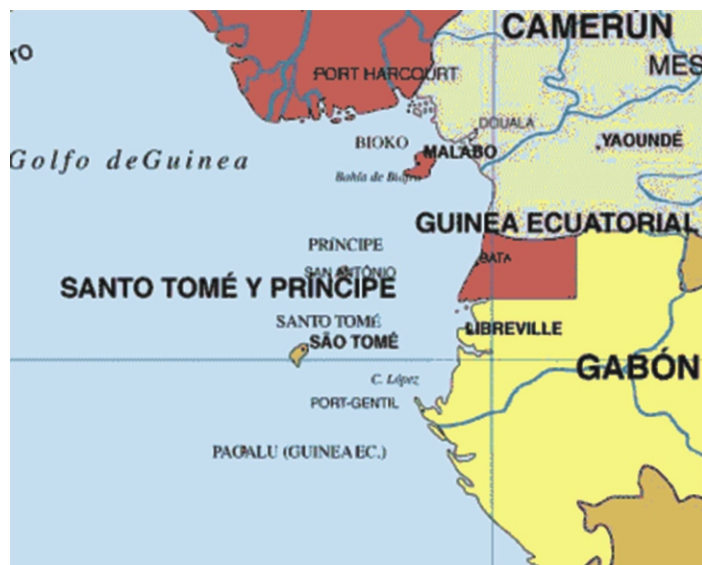 CAMERÚN
TO
MES
PORT HARCOURT
DOUALA
BIOKO
MALABO
YAOUNDÉ
Golfo de Guinea
Bahía de Biafra
GUINEA ECUATORIAL
PRÍNCIPE
BATA
SAN ANTÓNIO
SANTO TOMÉ Y PRÍNCIPE
SANTO TOMÉ
LIBREVILLE
SÃO TOMÉ
GABÓN
C. López
PORT-GENTIL
PAGALU (GUINEA EC.)